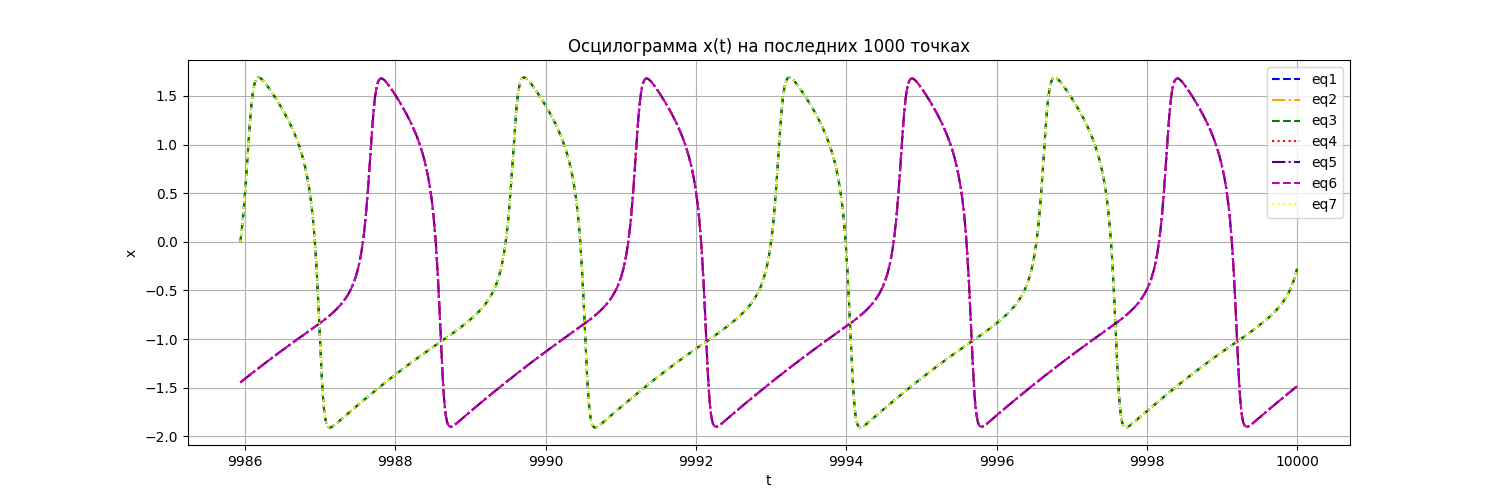 Осцилограмма x(t) на последних 1000 точках
x
1.5
1.0
0.5
0.0
−0.5
−1.0
−1.5
−2.0
eq1
eq2
eq3
eq4
eq5
eq6
eq7
9986
9988
9990
9992
9994
9996
9998
10000
t